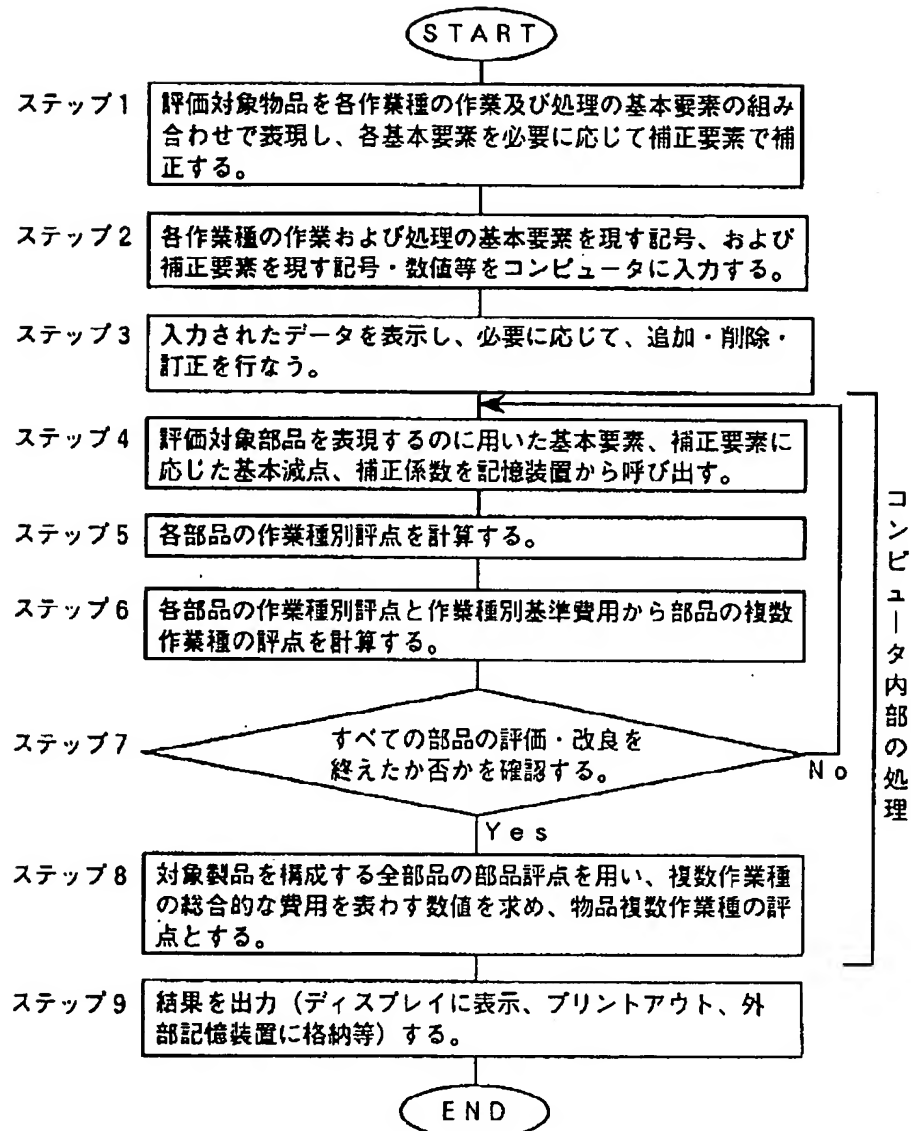 START
ステップ1
評価対象物品を各作業種の作業及び処理の基本要素の組み
合わせで表現し、各基本要素を必要に応じて補正要素で補
正する。
ステップ2
各作業種の作業および処理の基本要素を現す記号、および
補正要素を現す記号・数値等をコンピュータに入力する。
ステップ3
入力されたデータを表示し、必要に応じて、追加・削除・
訂正を行なう。
ステップ4
評価対象部品を表現するのに用いた基本要素、補正要素に
応じた基本減点、補正係数を記憶装置から呼び出す。
ステップ5
各部品の作業種別評点を計算する。
ステップ6
各部品の作業種別評点と作業種別基準費用から部品の複数
作業種の評点を計算する。
ステップ7
すべての部品の評価・改良を
終えたか否かを確認する。
No
Yes
ステップ8
対象製品を構成する全部品の部品評点を用い、複数作業種
の総合的な費用を表わす数値を求め、物品複数作業種の評
点とする。
ステップ9
結果を出力（ディスプレイに表示、プリントアウト、外
部記憶装置に格納等）する。
END
コンピュータ内部の処理